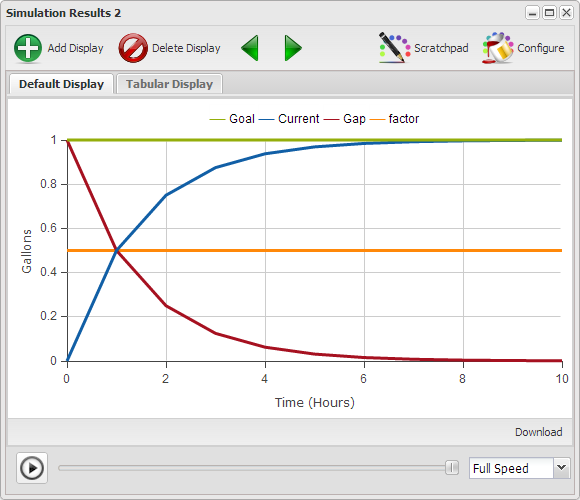 Simulation Results 2
Add Display Delete Display Scratchpad Configure
Default Display Tabular Display
Goal Current Gap factor
1
0.8
0.6
0.4
0.2
0
Gallons
0 2 4 6 8 10
Time (Hours)
Download
Full Speed